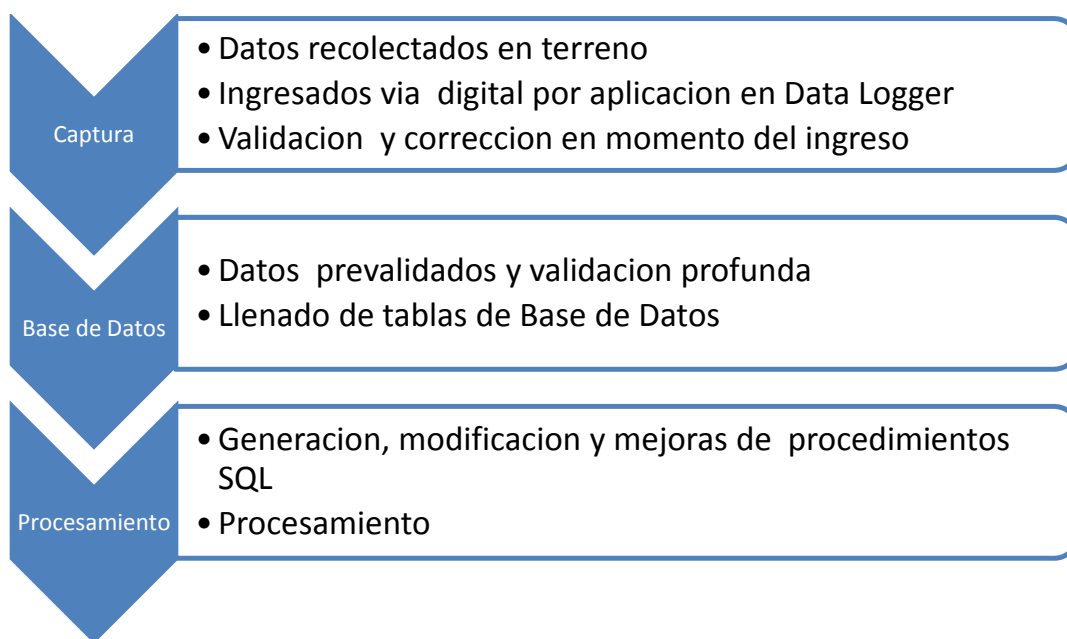 Captura
• Datos recolectados en terreno
• Ingresados via digital por aplicacion en Data Logger
• Validacion y correccion en momento del ingreso
Base de Datos
• Datos prevalidados y validacion profunda
• Llenado de tablas de Base de Datos
Procesamiento
• Generacion, modificacion y mejoras de procedimientos
SQL
• Procesamiento